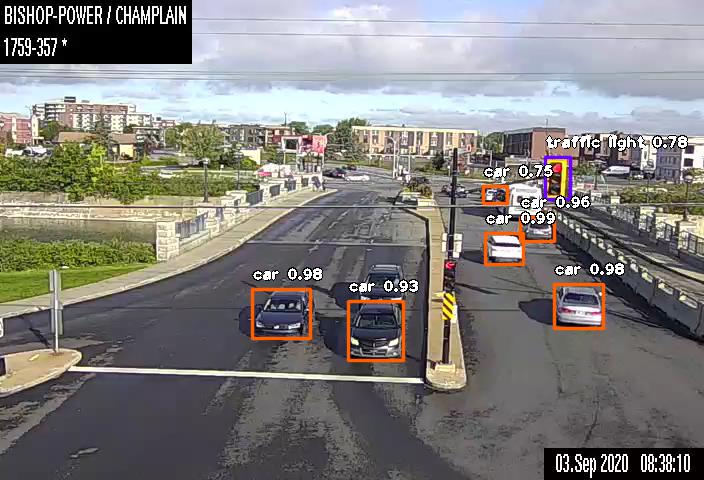 BISHOP-POWER / CHAMPLAIN
1759-357 *
traffic light 0.78
car 0.75
car 0.96
car 0.99
car 0.98
car 0.98
car 0.93
03.Sep 2020 08:38:10